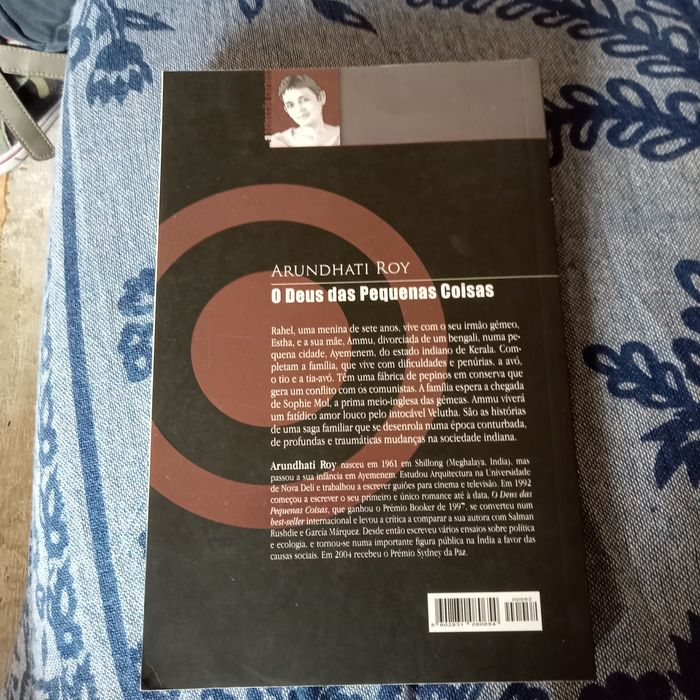 ARUNDHATI ROY
O Deus das Pequenas Coisas
Rahel, uma menina de sete anos, vive com o seu irmão gémeo,
Estha, e a sua mãe, Ammu, divorciada de um bengali, numa pe-
quena cidade, Ayemenem, do estado indiano de Kerala. Com-
pletam a família, que vive com dificuldades e penúrias, a avó,
o tio e a tia-avó. Têm uma fábrica de pepinos em conserva que
gera um conflito com os comunistas. A família espera a chegada
de Sophie Mol, a prima meio-inglesa das gémeas. Ammu viverá
um fatídico amor louco pelo intocável Velutha. São as histórias
de uma saga familiar que se desenrola numa época conturbada,
de profundas e traumáticas mudanças na sociedade indiana.
Arundhati Roy nasceu em 1961 em Shillong (Meghalaya, India), mas
passou a sua infância em Ayemenem. Estudou Arquitectura na Universidade
de Nova Deli e trabalhou a escrever guiões para cinema e televisão. Em 1992
começou a escrever o seu primeiro e único romance até à data. O Deus das
Pequenas Coisas, que ganhou o Prémio Booker de 1997, se converteu num
best-seller internacional e levou a crítica a comparar a sua autora com Salman
Rushdie e García Márquez. Desde então escreveu vários ensaios sobre política
e ecologia, e tornou-se numa importante figura pública na Índia a favor das
causas sociais. Em 2004 recebeu o Prémio Sydney da Paz.
00082
8 602831 080684